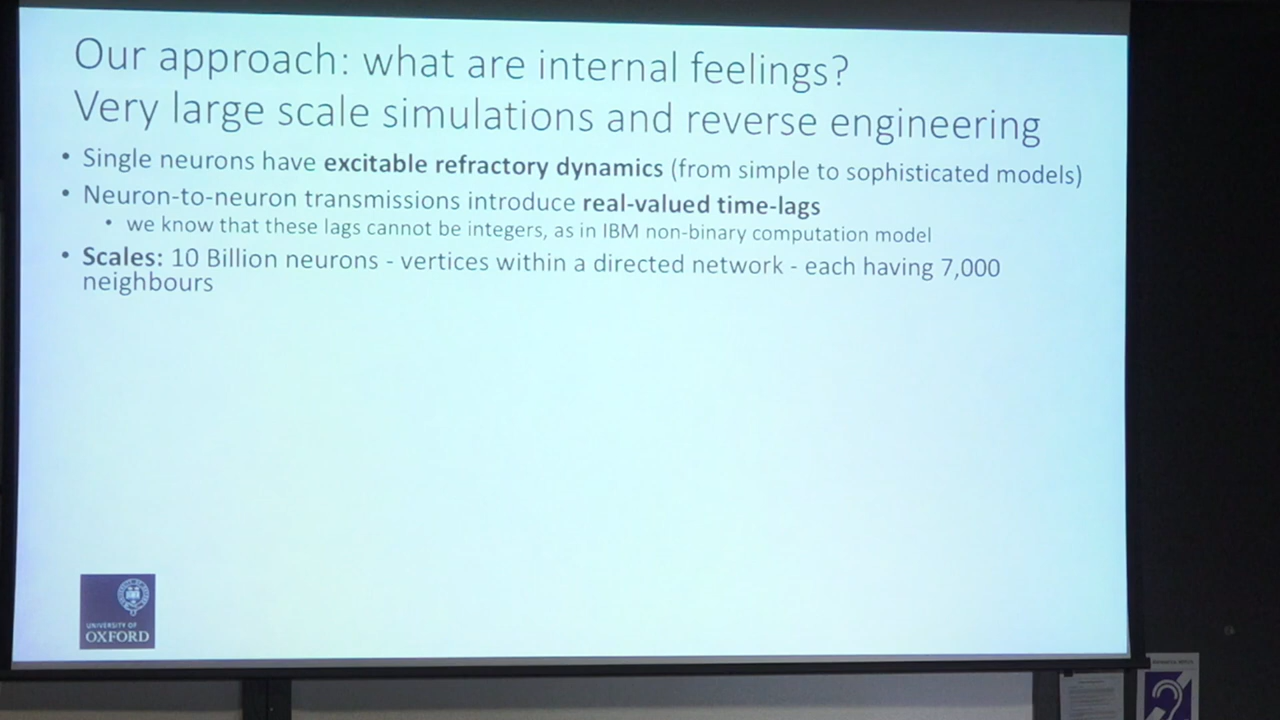 Our approach: what are internal feelings?
Very large scale simulations and reverse engineering
• Single neurons have excitable refractory dynamics (from simple to sophisticated models)
• Neuron-to-neuron transmissions introduce real-valued time-lags
• we know that these lags cannot be integers, as in IBM non-binary computation model
• Scales: 10 Billion neurons - vertices within a directed network - each having 7,000
neighbours
UNIVERSITY OF
OXFORD